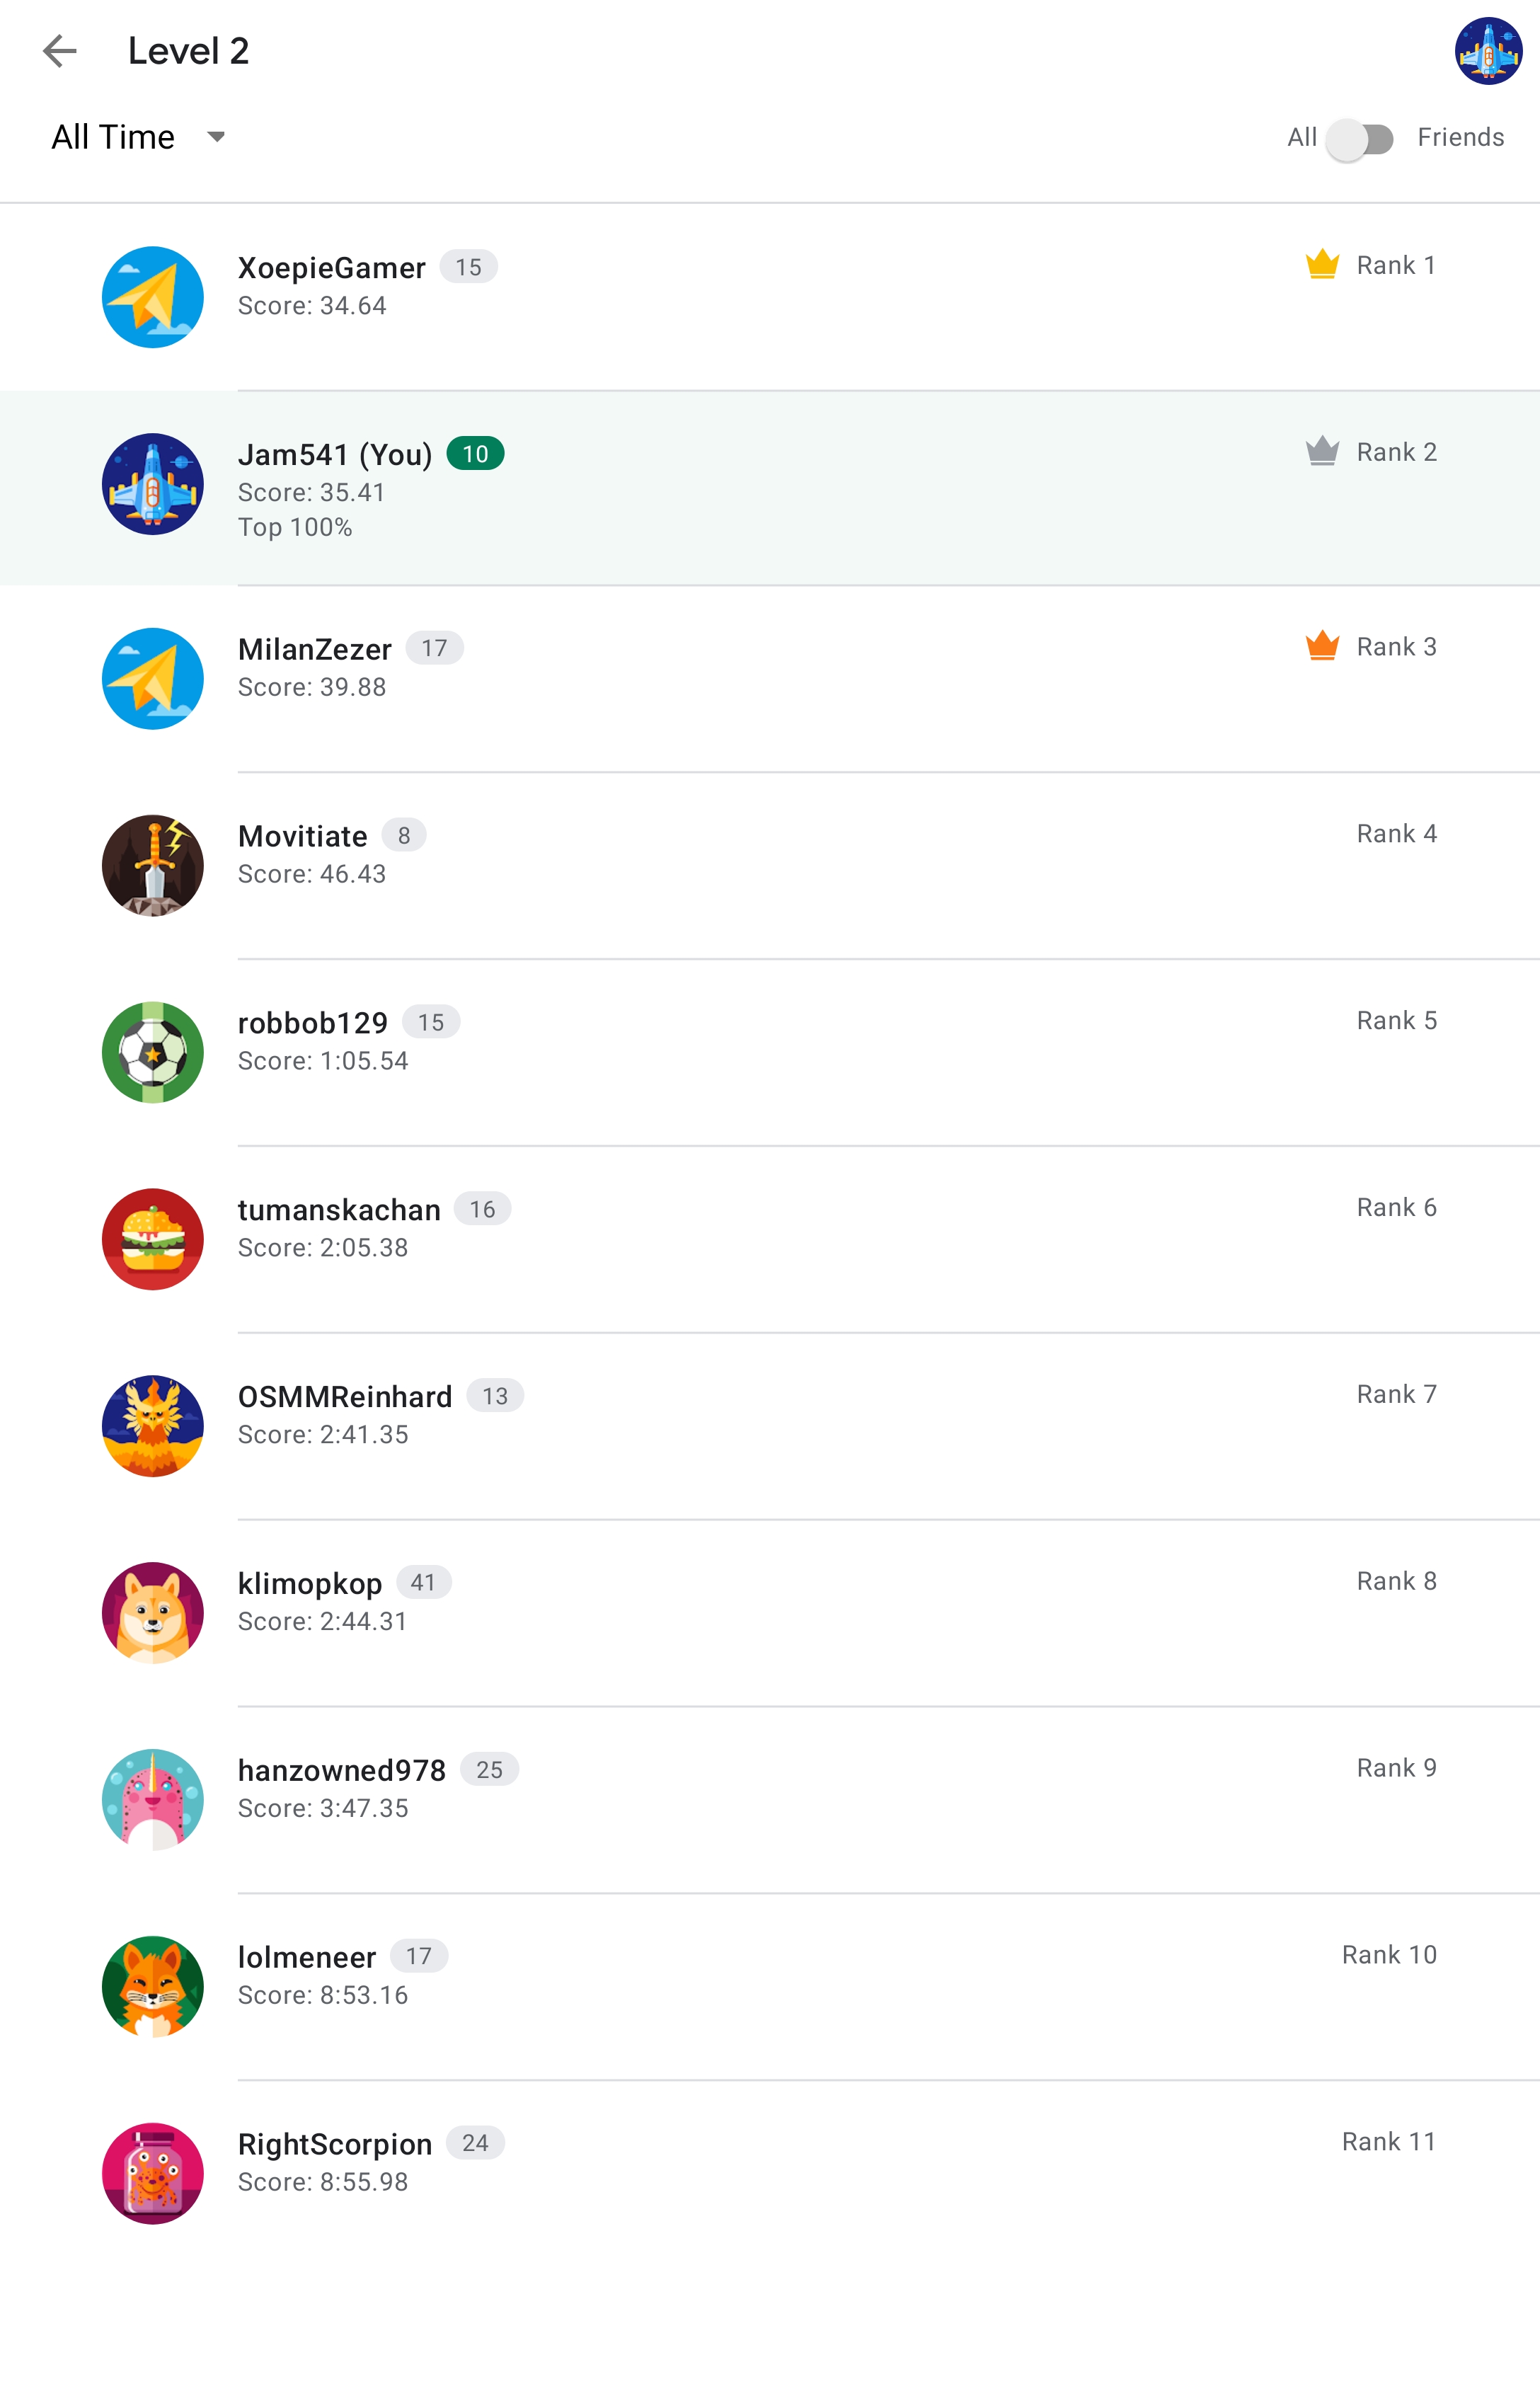 Level 2
All Time
All Friends
XoepieGamer 15 Rank 1
Score: 34.64
Jam541 (You) 10 Rank 2
Score: 35.41
Top 100%
MilanZezer 17 Rank 3
Score: 39.88
Movitiate 8 Rank 4
Score: 46.43
robbob129 15 Rank 5
Score: 1:05.54
tumanskachan 16 Rank 6
Score: 2:05.38
OSMMReinhard 13 Rank 7
Score: 2:41.35
klimopkop 41 Rank 8
Score: 2:44.31
hanzowned978 25 Rank 9
Score: 3:47.35
lolmeneer 17 Rank 10
Score: 8:53.16
RightScorpion 24 Rank 11
Score: 8:55.98